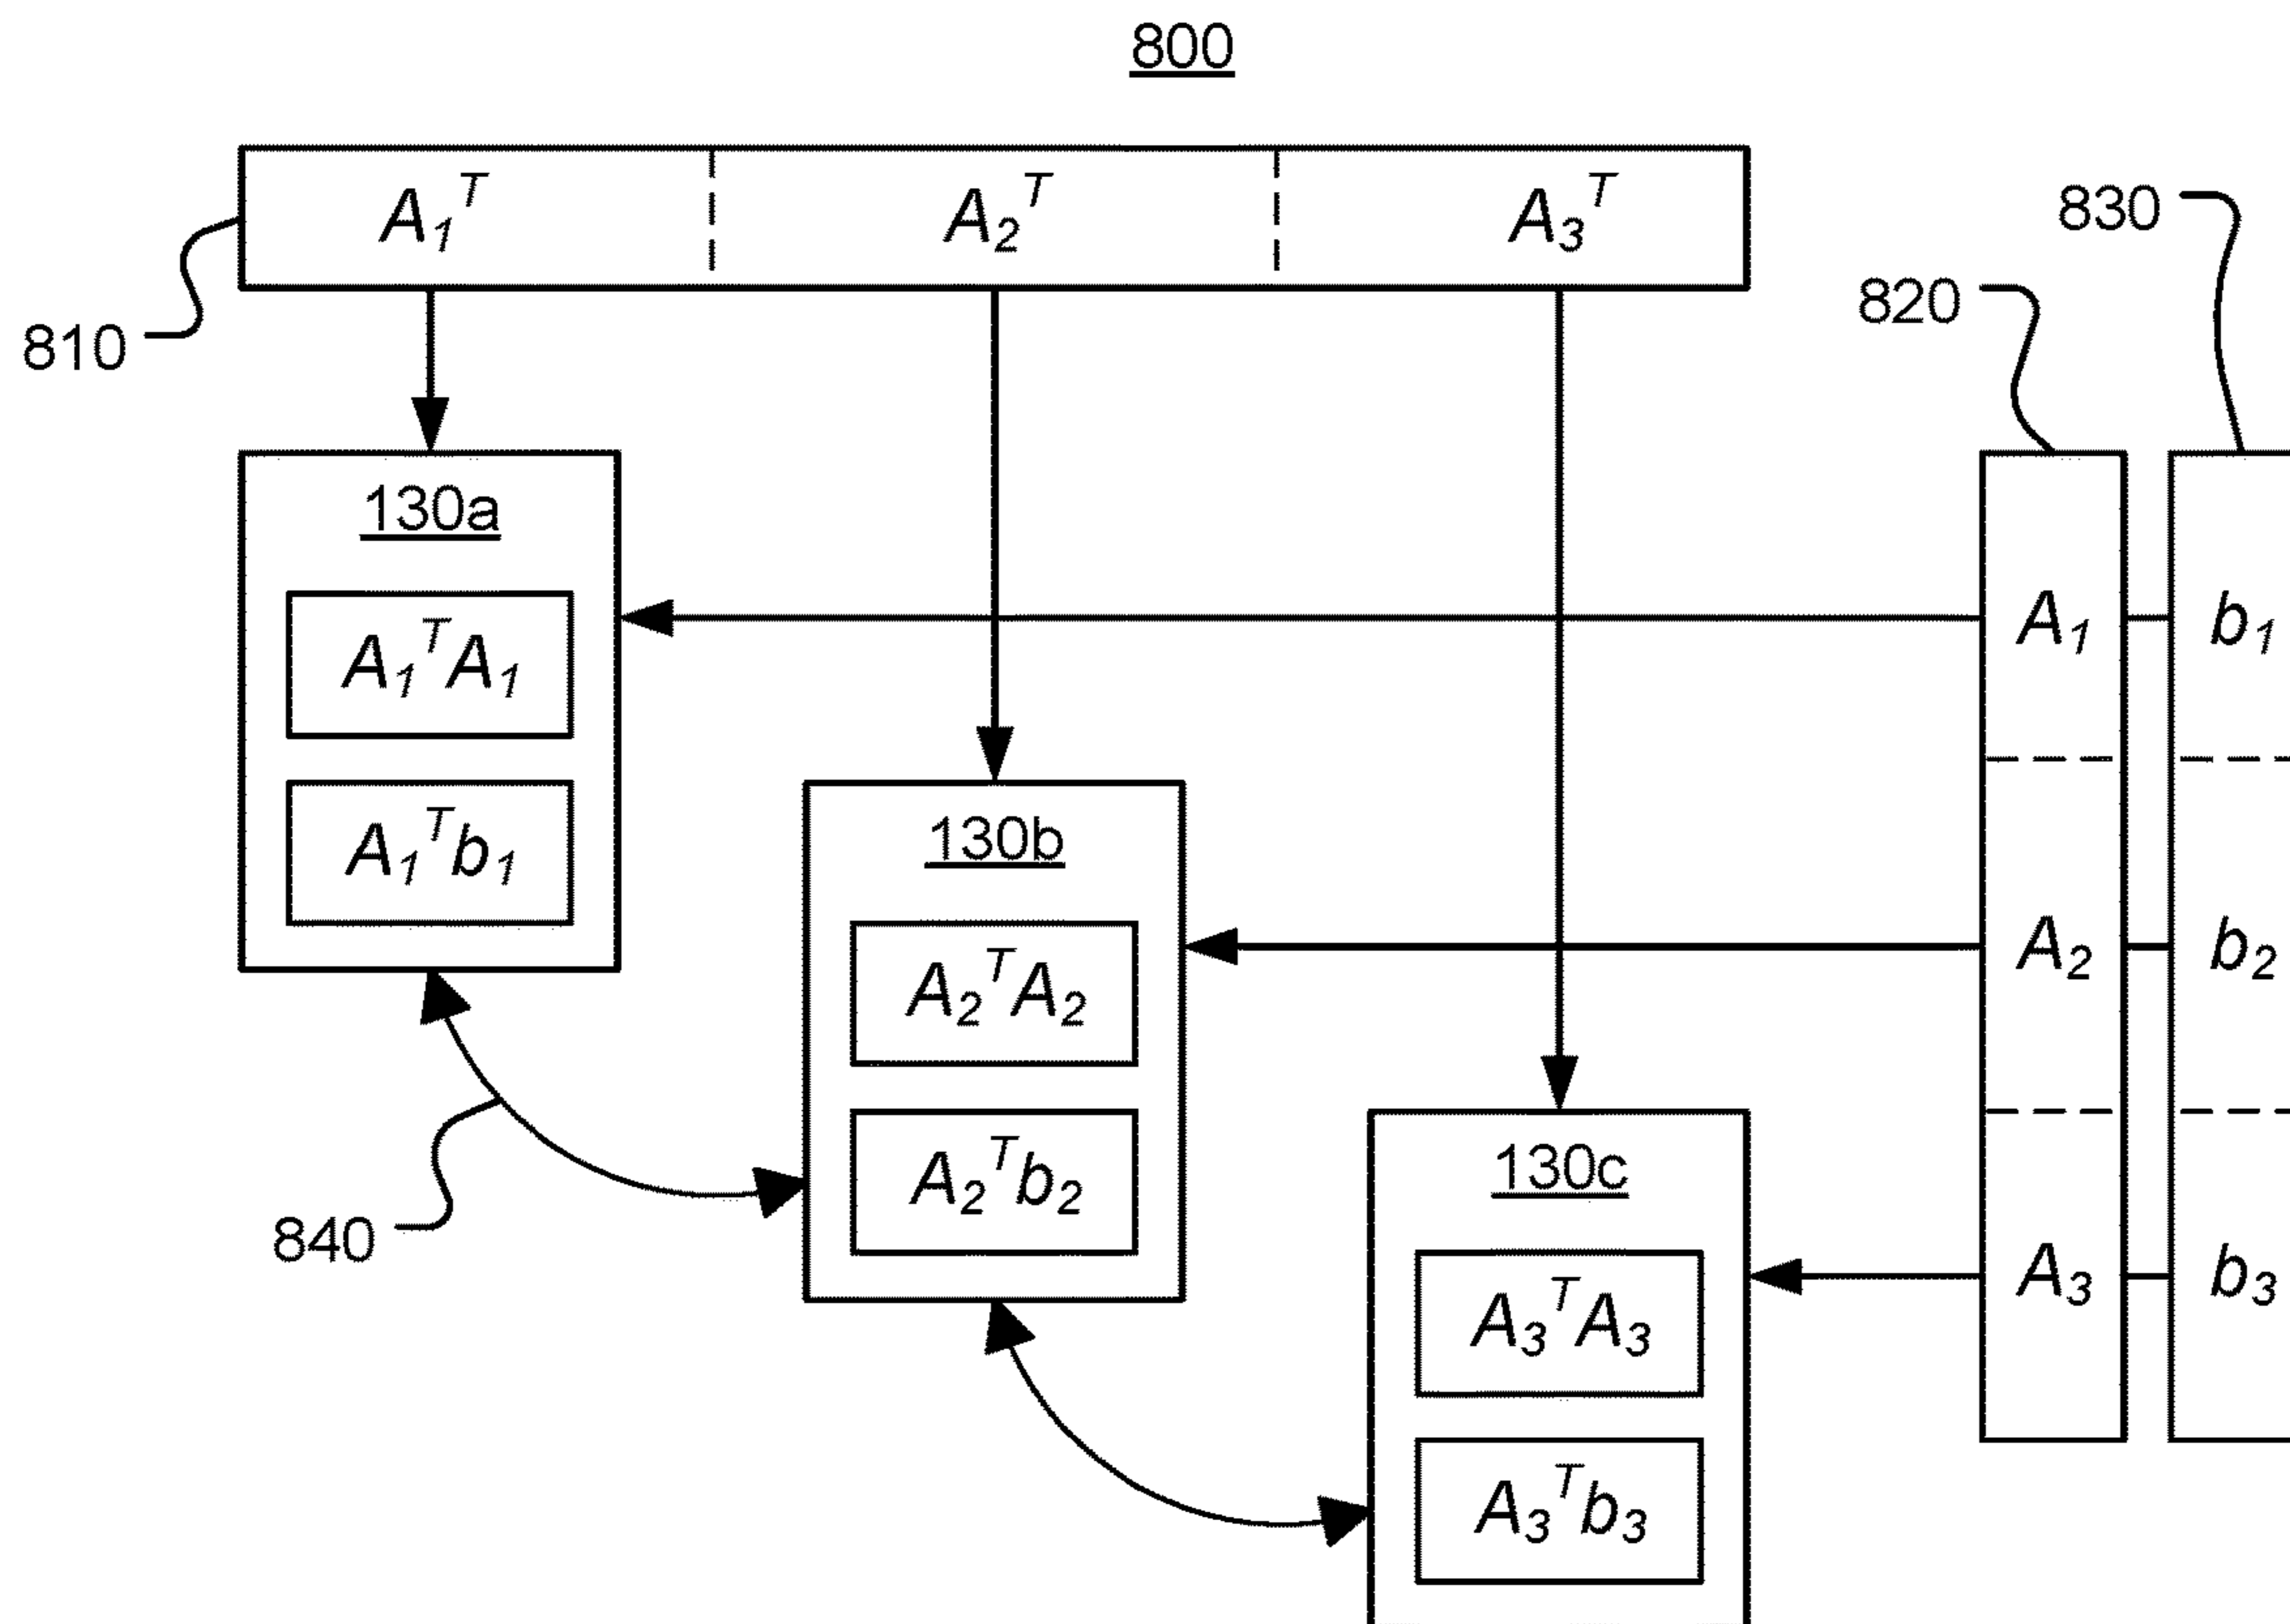 800
A₁ᵀ A₂ᵀ A₃ᵀ
830
820
810
130a
A₁ᵀA₁
A₁ᵀb₁
A₁ b₁
130b
A₂ᵀA₂
A₂ᵀb₂
A₂ b₂
840
130c
A₃ᵀA₃
A₃ᵀb₃
A₃ b₃